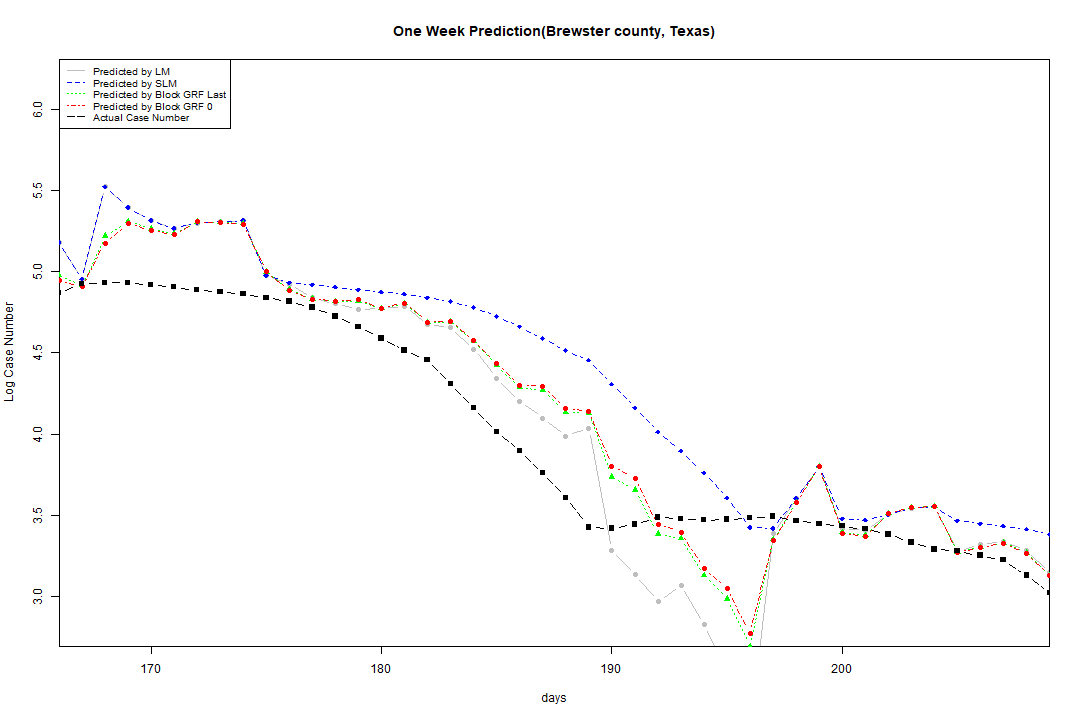 One Week Prediction(Brewster county, Texas)
Predicted by LM
Predicted by SLM
Predicted by Block GRF Last
Predicted by Block GRF 0
Actual Case Number
6.0
5.5
5.0
4.5
4.0
3.5
3.0
Log Case Number
170
180
190
200
days